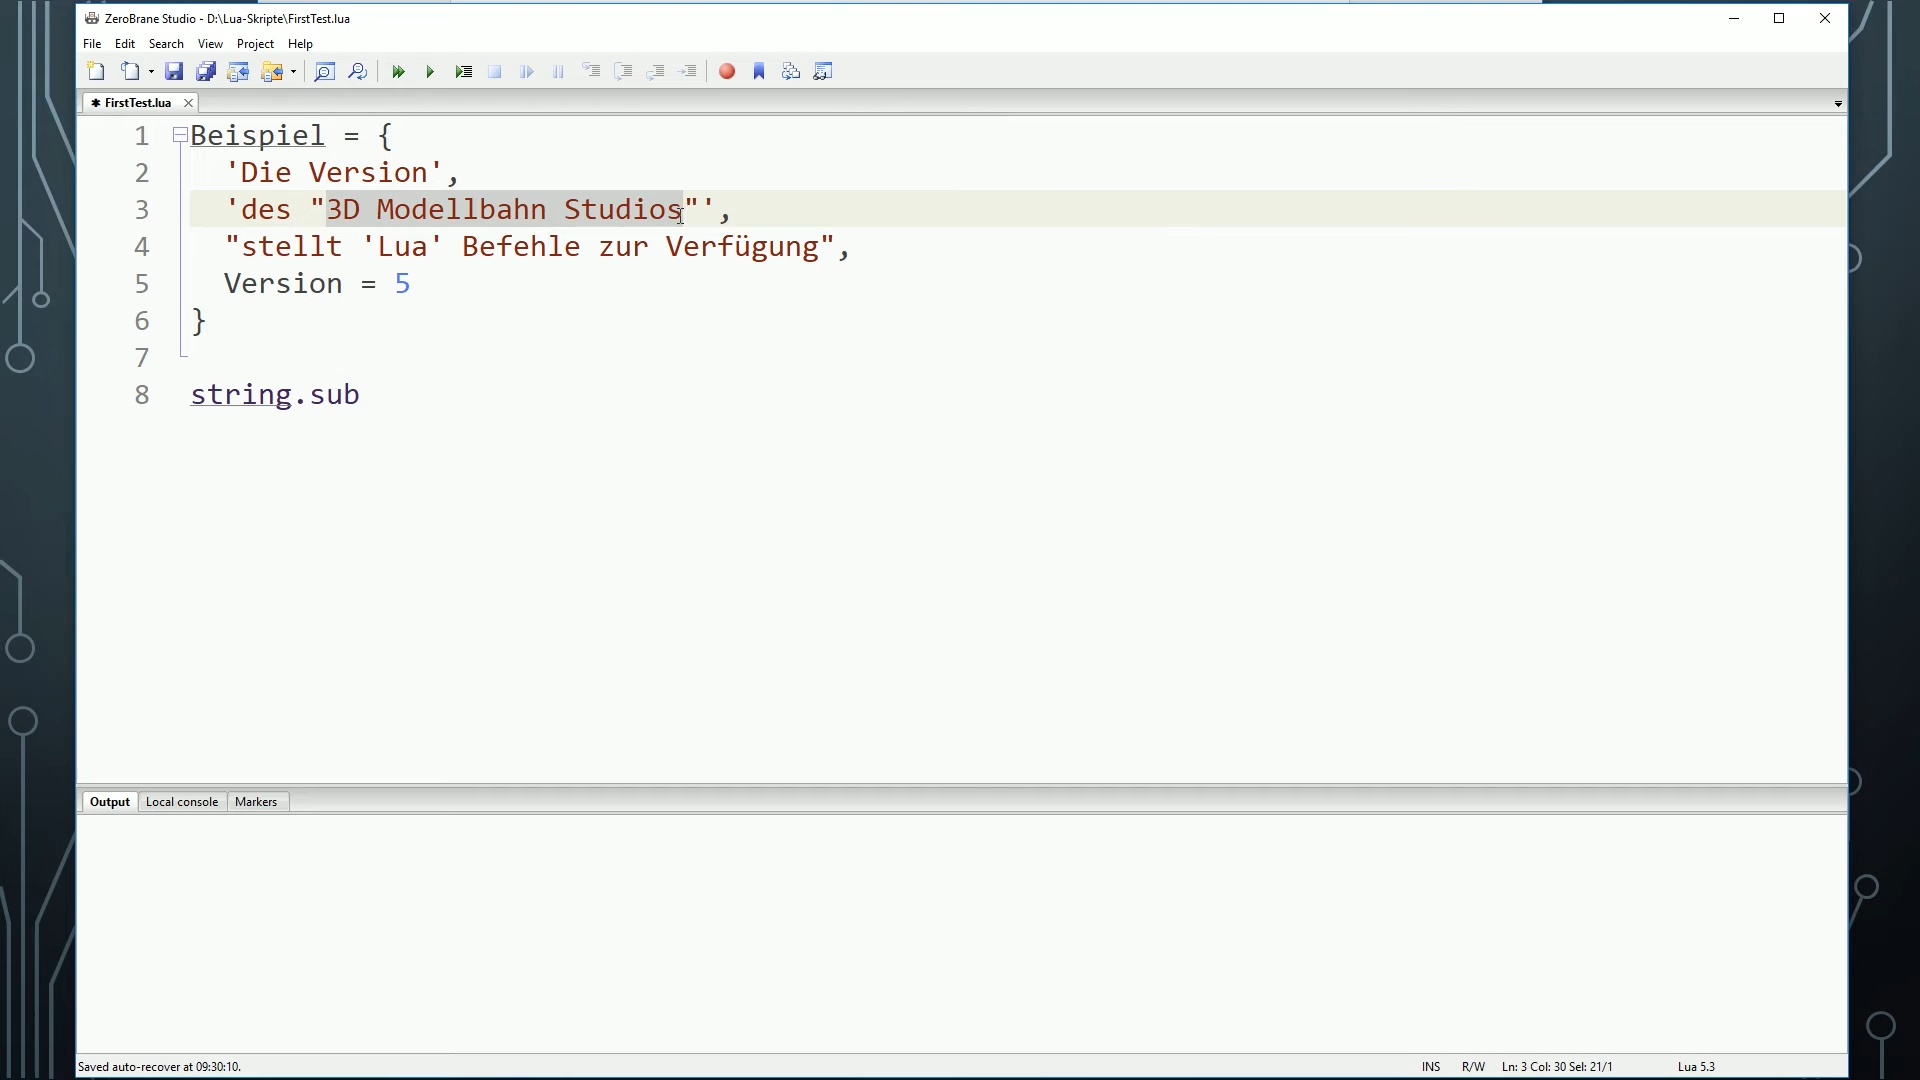 ZeroBrane Studio - D:\Lua-Skripte\FirstTest.lua
File Edit Search View Project Help
✱ FirstTest.lua
1 Beispiel = {
2 'Die Version',
3 'des "3D Modellbahn Studios"',
4 "stellt 'Lua' Befehle zur Verfügung",
5 Version = 5
6 }
7
8 string.sub
Output Local console Markers
Saved auto-recover at 09:30:10. INS R/W Ln: 3 Col: 30 Sel: 21/1 Lua 5.3